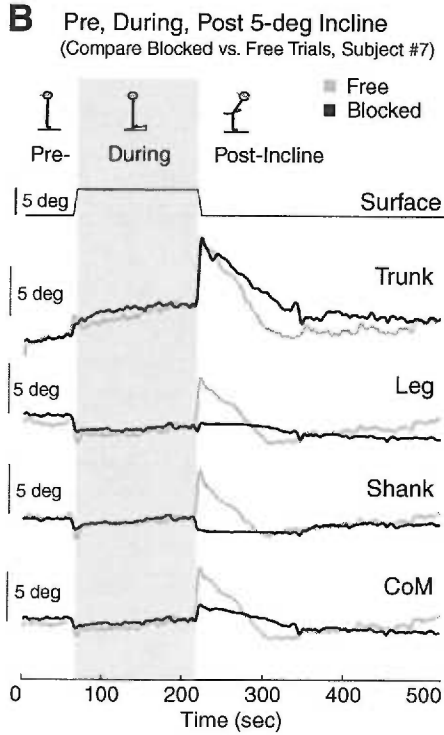 B Pre, During, Post 5-deg Incline
(Compare Blocked vs. Free Trials, Subject #7)
Free
Blocked
Pre- During Post-Incline
5 deg Surface
Trunk
5 deg
Leg
5 deg
Shank
5 deg
CoM
5 deg
0 100 200 300 400 500
Time (sec)